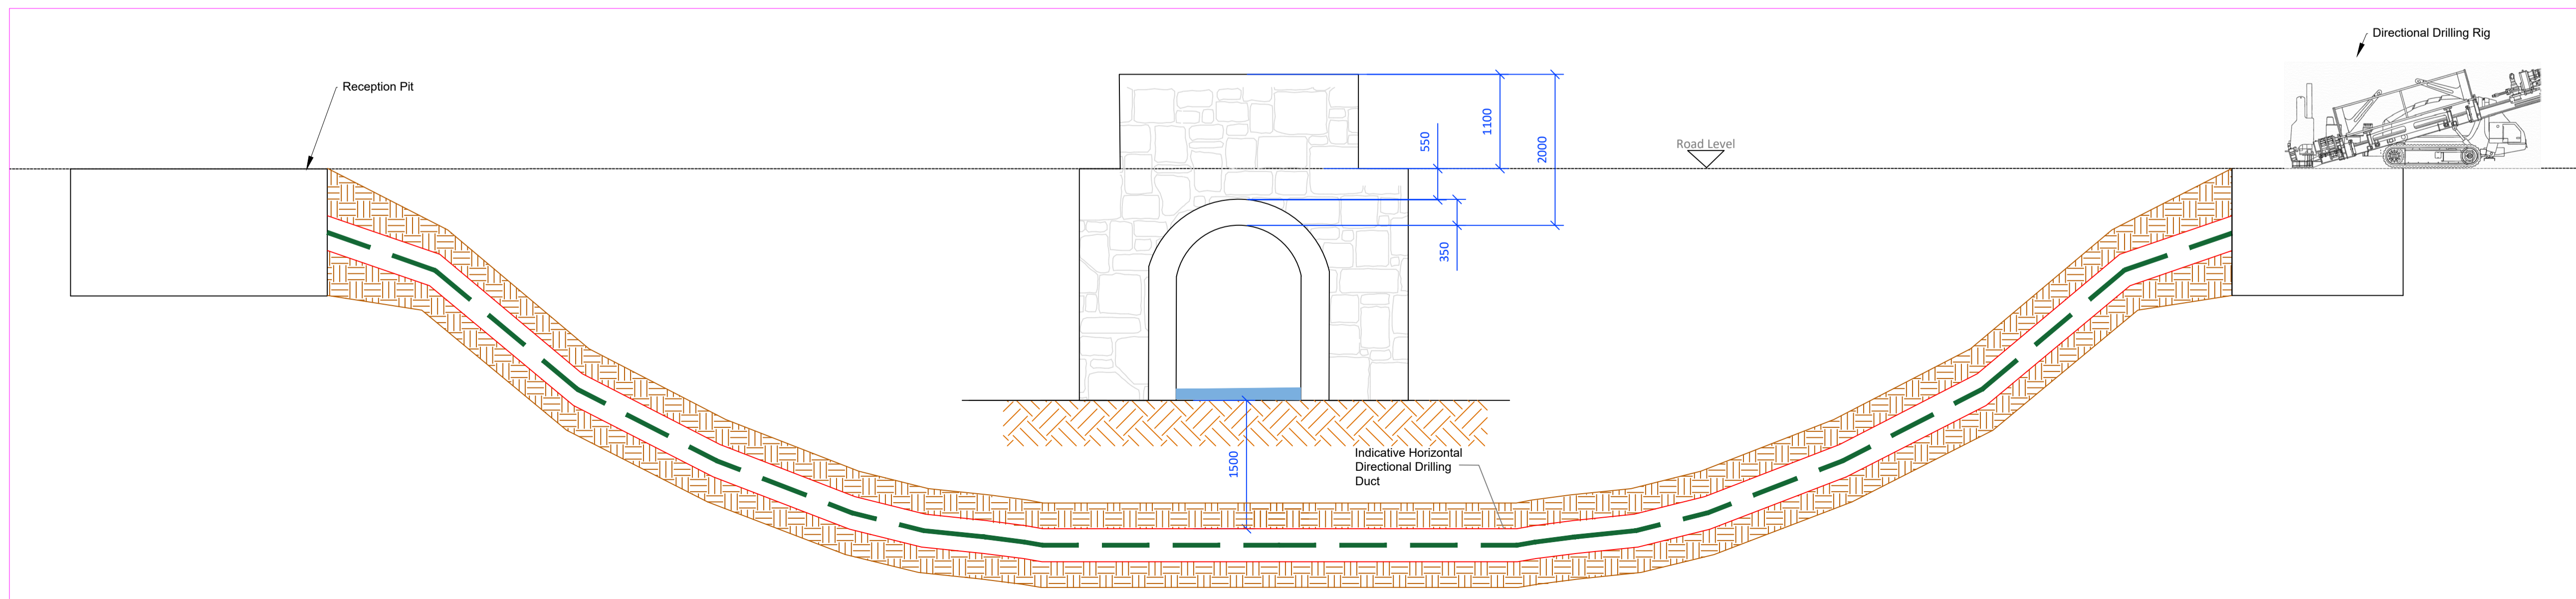 Directional Drilling Rig
Reception Pit
1100
550
2000
Road Level
350
1500
Indicative Horizontal
Directional Drilling
Duct